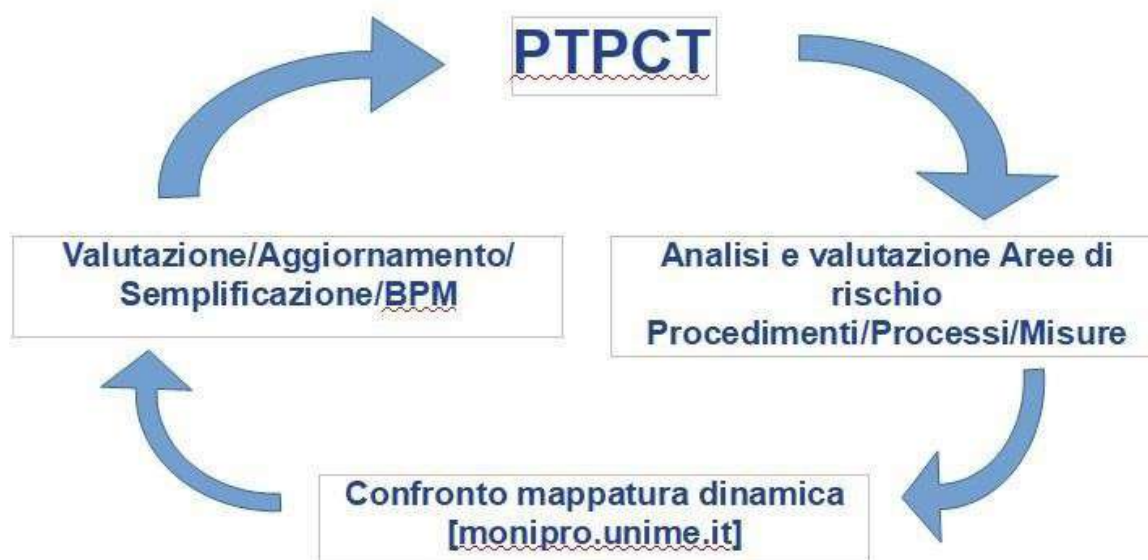 PTPCT
Valutazione/Aggiornamento/
Semplificazione/BPM
Analisi e valutazione Aree di
rischio
Procedimenti/Processi/Misure
Confronto mappatura dinamica
[monipro.unime.it]